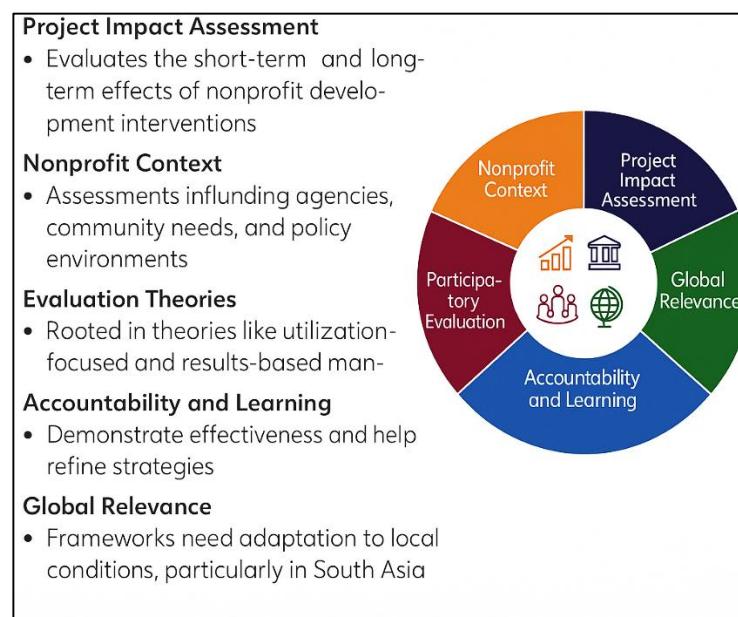 Project Impact Assessment
• Evaluates the short-term and long-
term effects of nonprofit develo-
pment interventions
Nonprofit Context
• Assessments influnding agencies,
community needs, and policy
environments
Evaluation Theories
• Rooted in theories like utilization-
focused and results-based man-
Accountability and Learning
• Demonstrate effectiveness and help
refine strategies
Global Relevance
• Frameworks need adaptation to local
conditions, particularly in South Asia
Nonprofit
Context
Project
Impact
Assessment
Participa-
tory
Evaluation
Global
Relevance
Accountability
and Learning